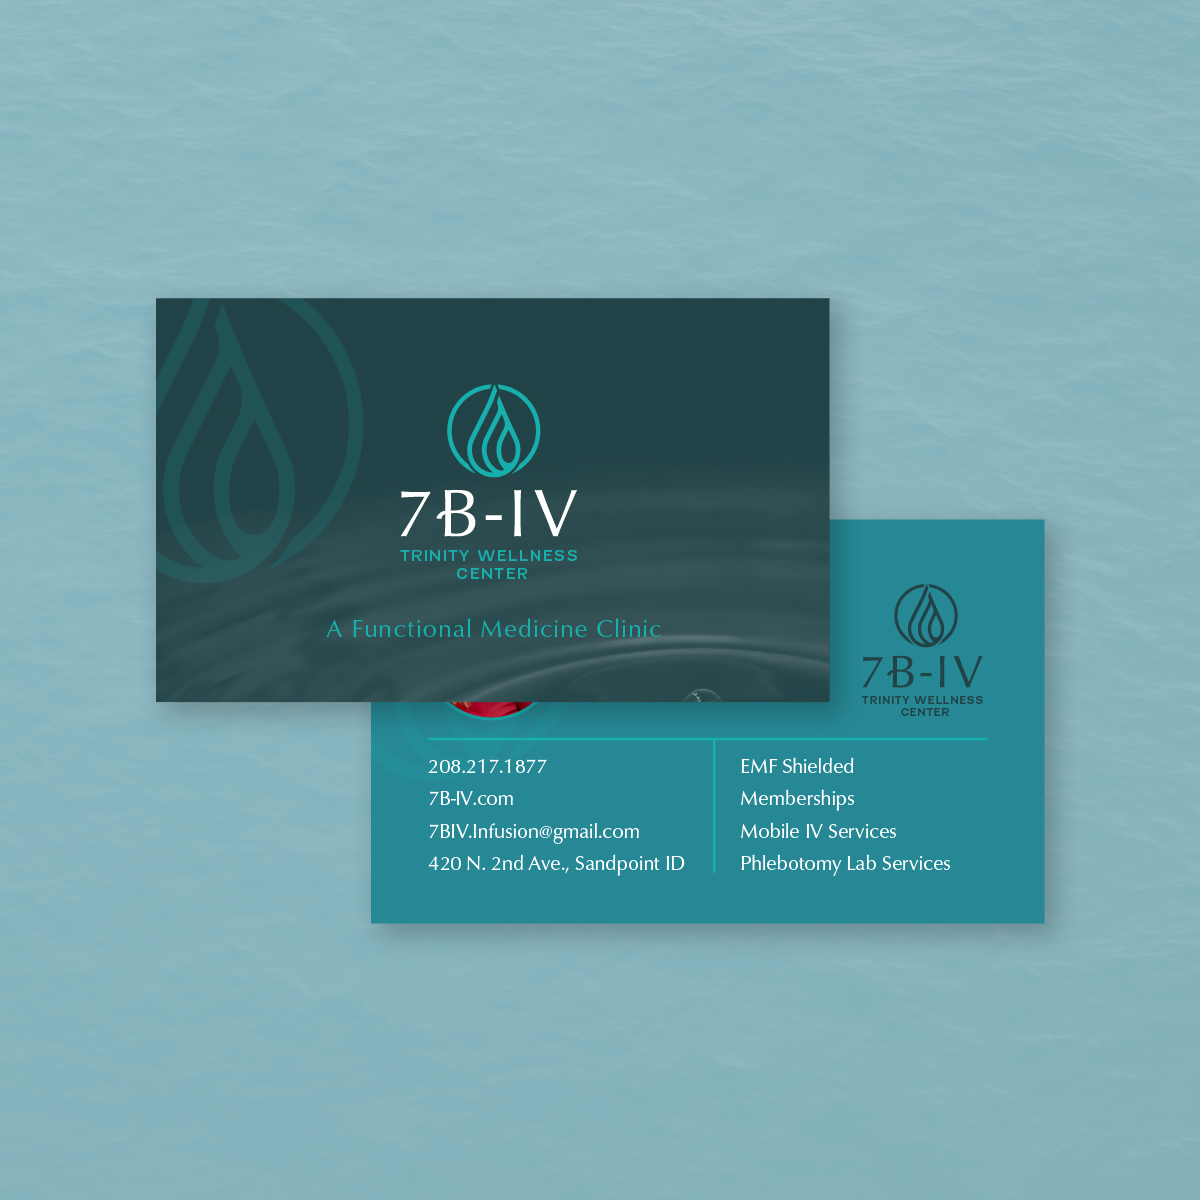 7B-IV
TRINITY WELLNESS
CENTER
A Functional Medicine Clinic
7B-IV
TRINITY WELLNESS
CENTER
208.217.1877
7B-IV.com
7BIV.Infusion@gmail.com
420 N. 2nd Ave., Sandpoint ID
EMF Shielded
Memberships
Mobile IV Services
Phlebotomy Lab Services